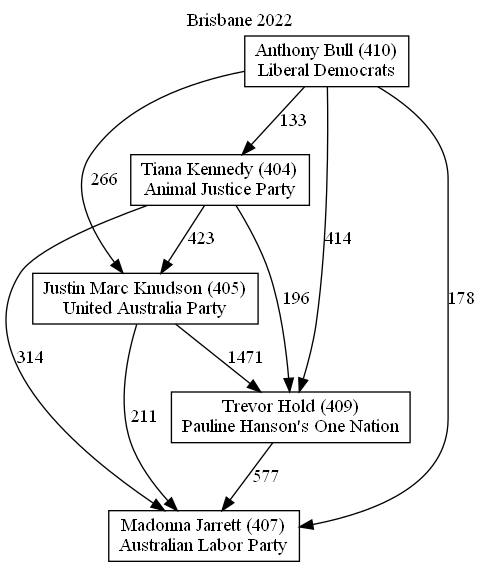 Brisbane 2022
Anthony Bull (410)
Liberal Democrats
133
Tiana Kennedy (404)
Animal Justice Party
266
423
414
Justin Marc Knudson (405)
United Australia Party
196
178
314
1471
Trevor Hold (409)
Pauline Hanson's One Nation
211
577
Madonna Jarrett (407)
Australian Labor Party